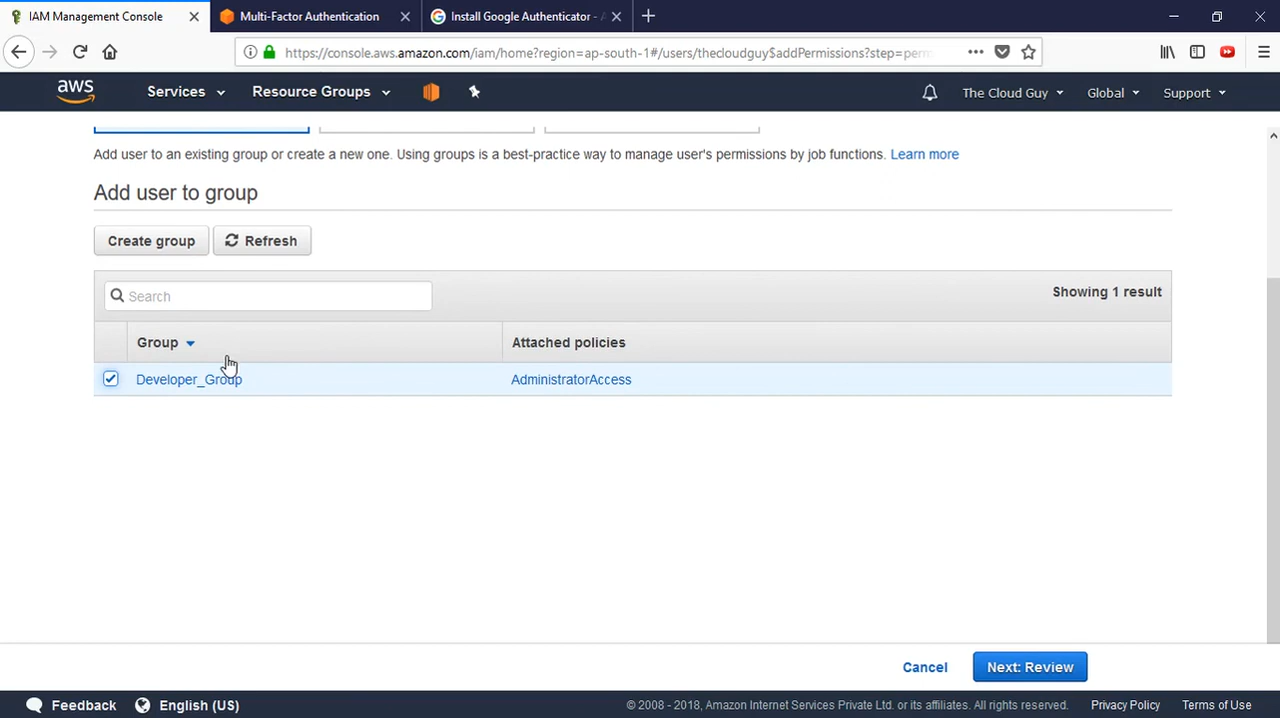 IAM Management Console
Multi-Factor Authentication
Install Google Authenticator -
https://console.aws.amazon.com/iam/home?region=ap-south-1#/users/thecloudguy$addPermissions?step=perm
aws
Services
Resource Groups
The Cloud Guy
Global
Support
Add user to an existing group or create a new one. Using groups is a best-practice way to manage user's permissions by job functions. Learn more
Add user to group
Create group
Refresh
Search
Showing 1 result
Group
Attached policies
Developer_Group
AdministratorAccess
Cancel
Next: Review
Feedback
English (US)
© 2008 - 2018, Amazon Internet Services Private Ltd. or its affiliates. All rights reserved.
Privacy Policy
Terms of Use